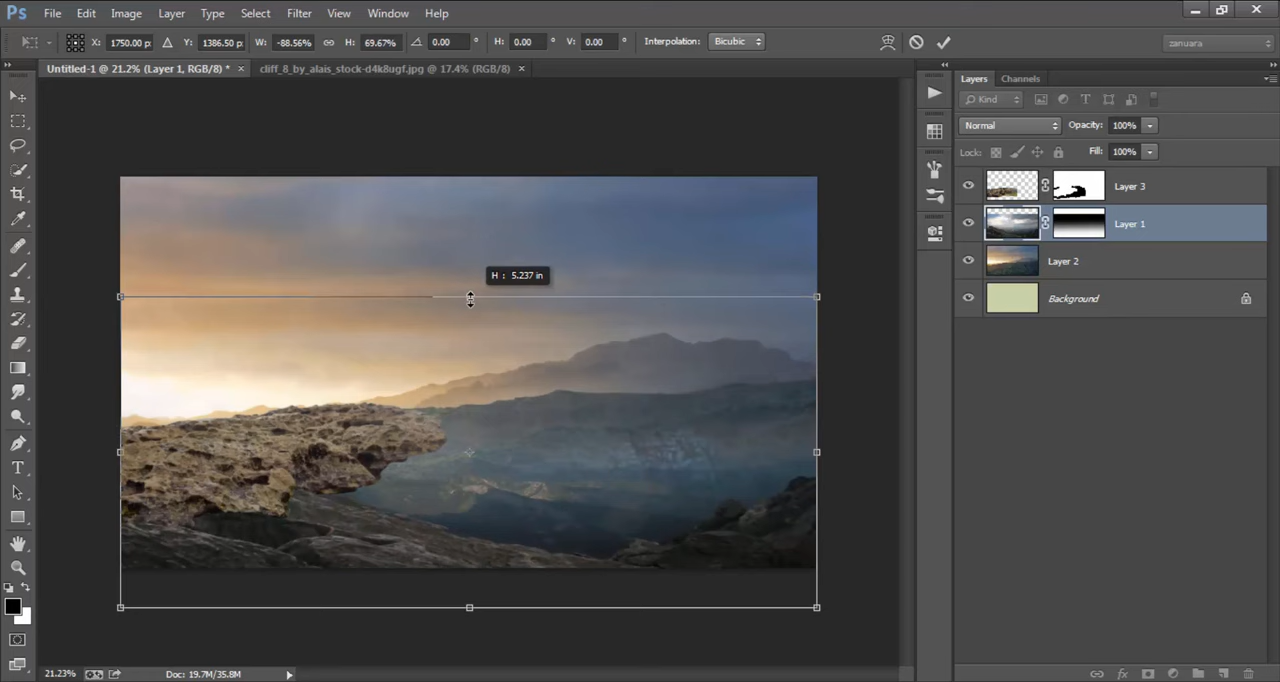 Ps File Edit Image Layer Type Select Filter View Window Help
X: 1750.00 px Y: 1386.50 px W: -88.56% H: 69.67% 0.00 ° H: 0.00 ° V: 0.00 ° Interpolation: Bicubic zanuara
Untitled-1 @ 21.2% (Layer 1, RGB/8) * × cliff_8_by_alais_stock-d4k8ugf.jpg @ 17.4% (RGB/8) ×
Layers Channels
Kind
Normal Opacity: 100%
Lock: Fill: 100%
Layer 3
Layer 1
Layer 2
Background
H : 5.237 in
T
21.23% Doc: 19.7M/35.8M
fx